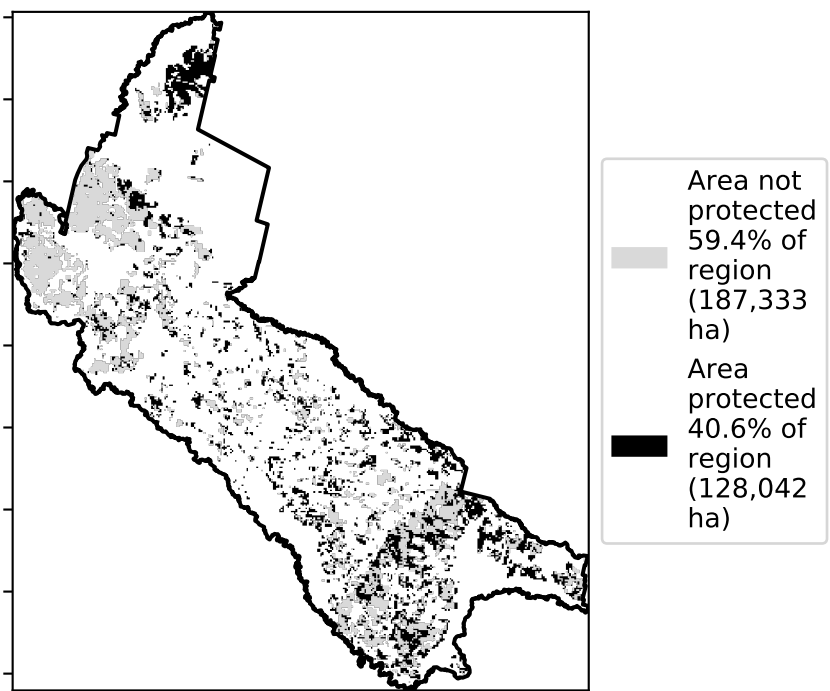 Area not
protected
59.4% of
region
(187,333
ha)
Area
protected
40.6% of
region
(128,042
ha)